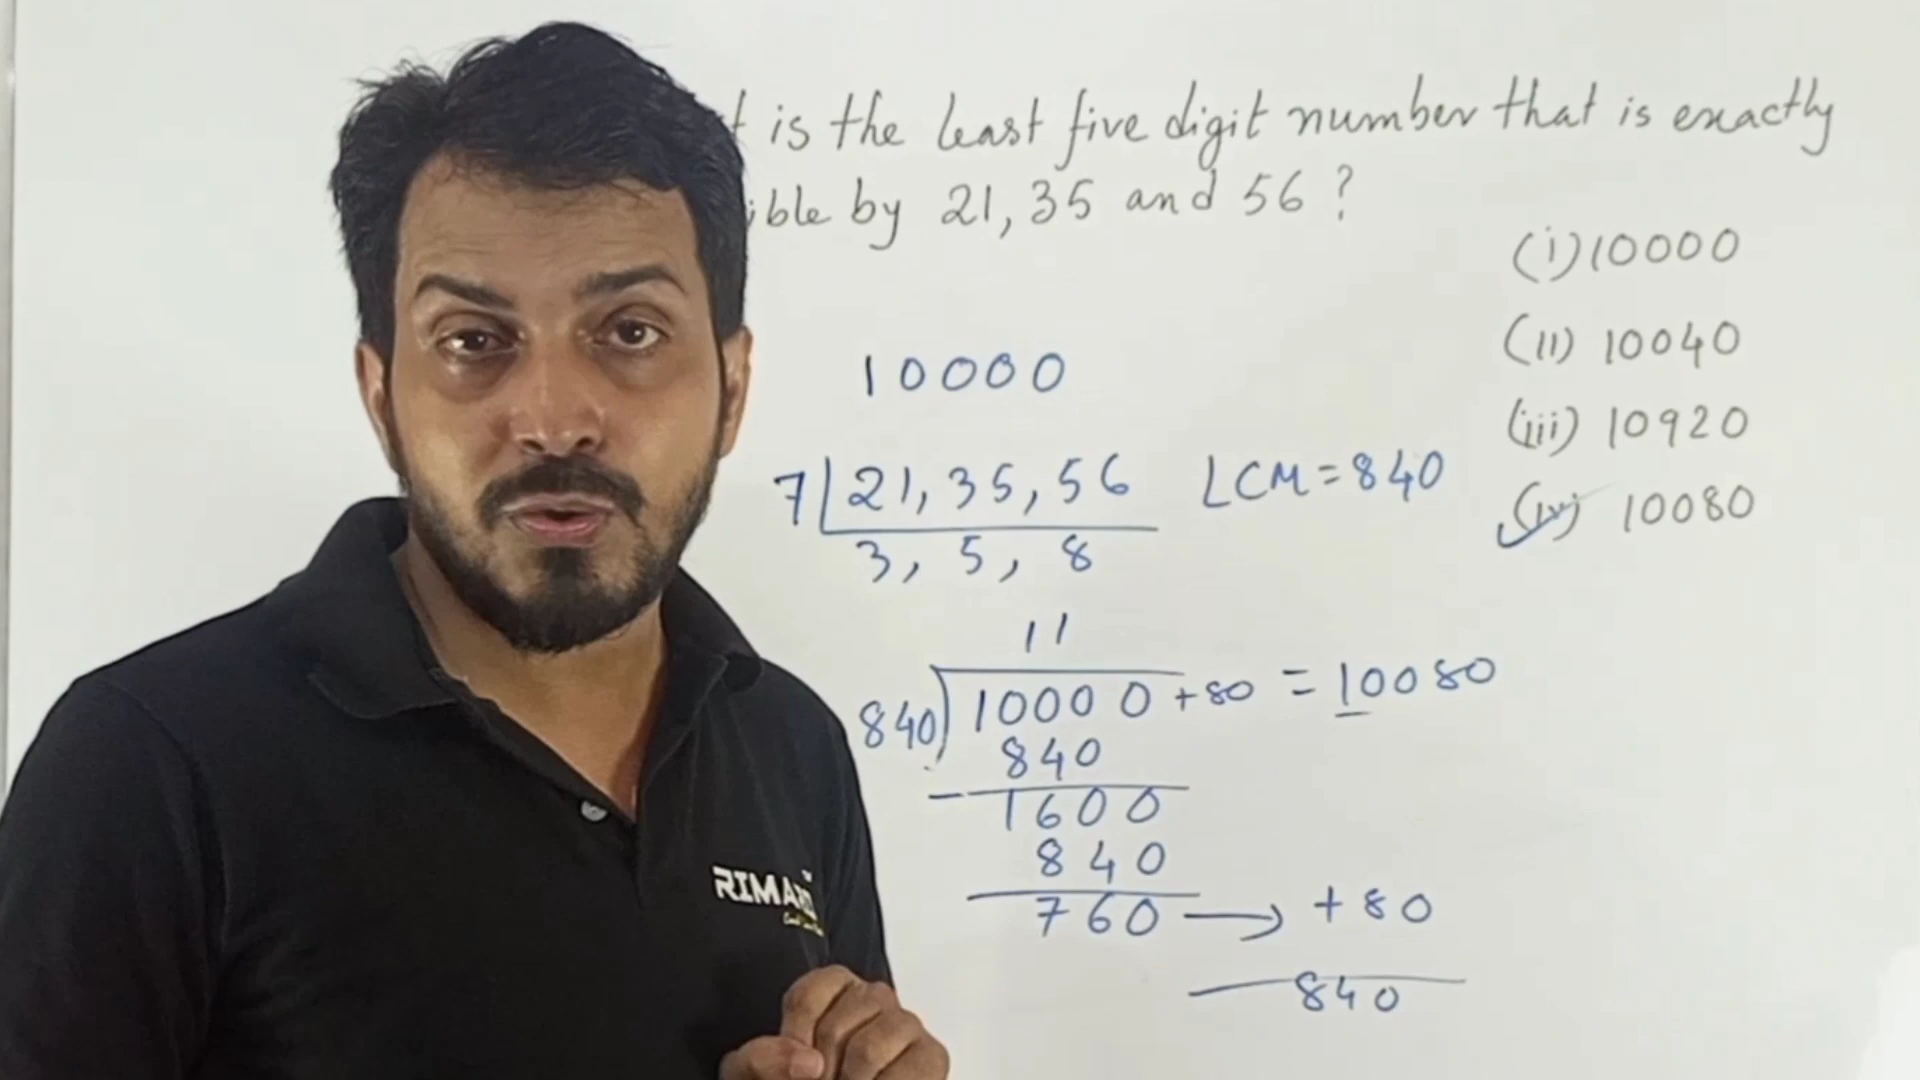 is the least five digit number that is exactly
by 21, 35 and 56 ?
(i) 10000
(ii) 10040
(iii) 10920
(iv) 10080
10000
7 21, 35, 56 LCM = 840
3, 5, 8
11
840 ) 10000 + 80 = 10080
840
- 1600
840
760 → + 80
840